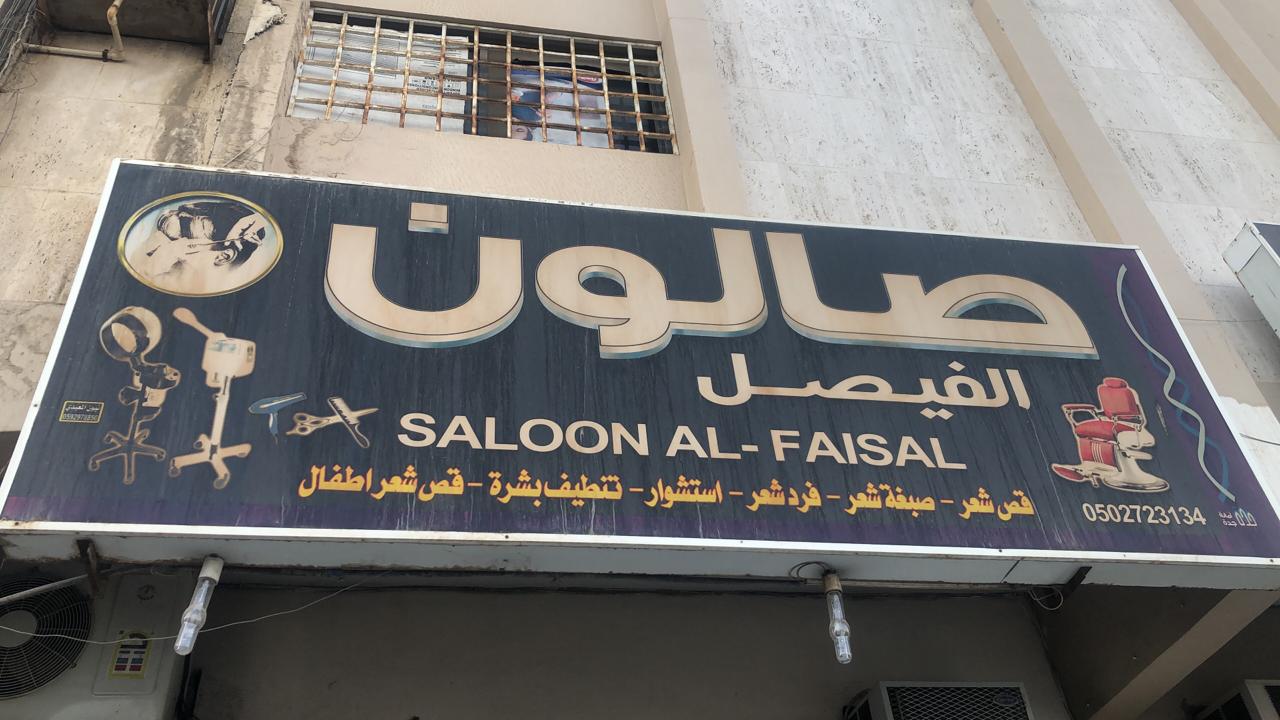 صالون
الفيصل
SALOON AL- FAISAL
قص شعر - صبغة شعر - فرد شعر - استشوار - تنظيف بشرة - قص شعر اطفال
0502723134